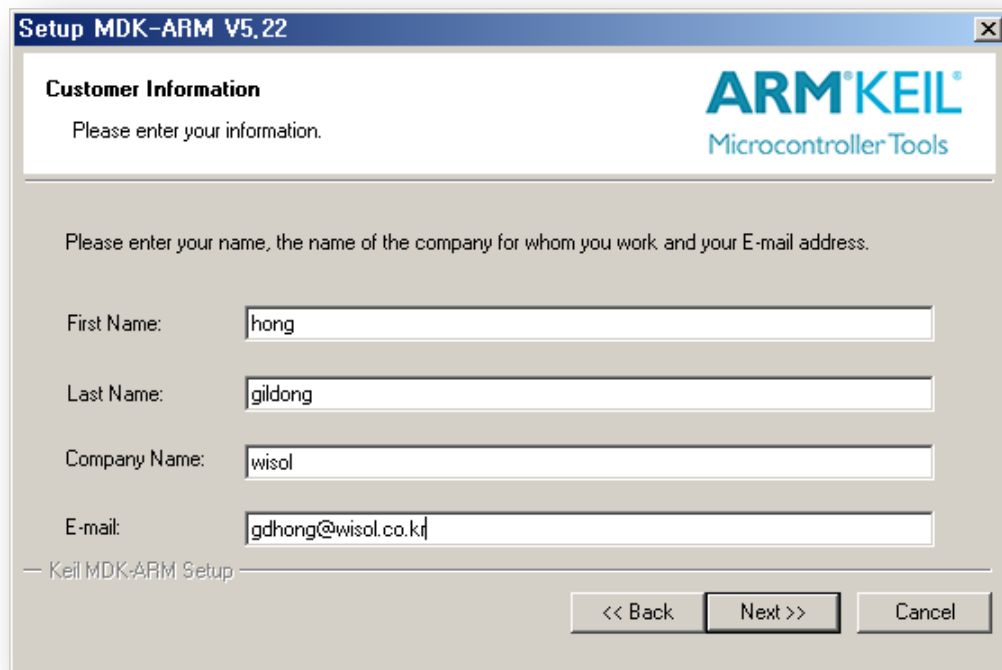 Setup MDK-ARM V5.22
Customer Information
Please enter your information.
ARM®KEIL®
Microcontroller Tools
Please enter your name, the name of the company for whom you work and your E-mail address.
First Name: hong
Last Name: gildong
Company Name: wisol
E-mail: gdhong@wisol.co.kr
Keil MDK-ARM Setup
<< Back Next >> Cancel